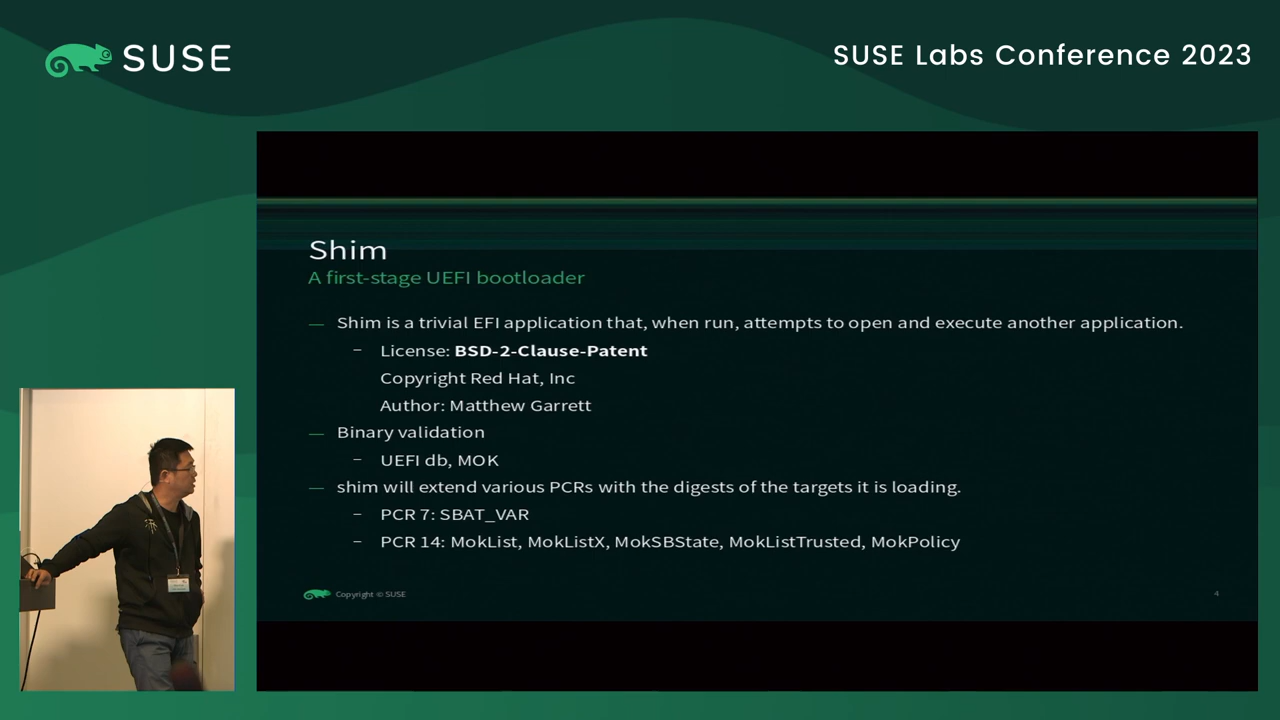 SUSE
SUSE Labs Conference 2023
Shim
A first-stage UEFI bootloader
— Shim is a trivial EFI application that, when run, attempts to open and execute another application.
– License: BSD-2-Clause-Patent
Copyright Red Hat, Inc
Author: Matthew Garrett
— Binary validation
– UEFI db, MOK
— shim will extend various PCRs with the digests of the targets it is loading.
– PCR 7: SBAT_VAR
– PCR 14: MokList, MokListX, MokSBState, MokListTrusted, MokPolicy
Copyright © SUSE
4